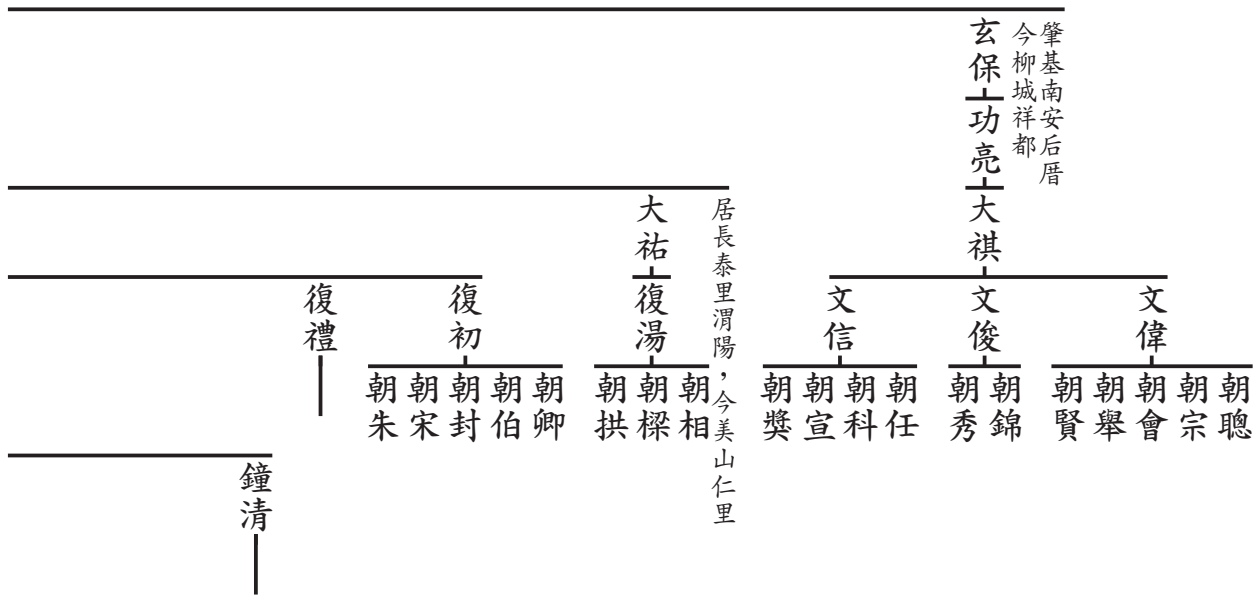 肇基南安后厝
今柳城祥都
玄保
功亮
大祺
居長泰里渭陽，今美山仁里
大祐
文偉
文俊
文信
復湯
復初
復禮
朝聰
朝宗
朝會
朝舉
朝賢
朝錦
朝秀
朝任
朝科
朝宣
朝獎
朝相
朝樑
朝拱
朝卿
朝伯
朝封
朝宋
朝朱
鐘清